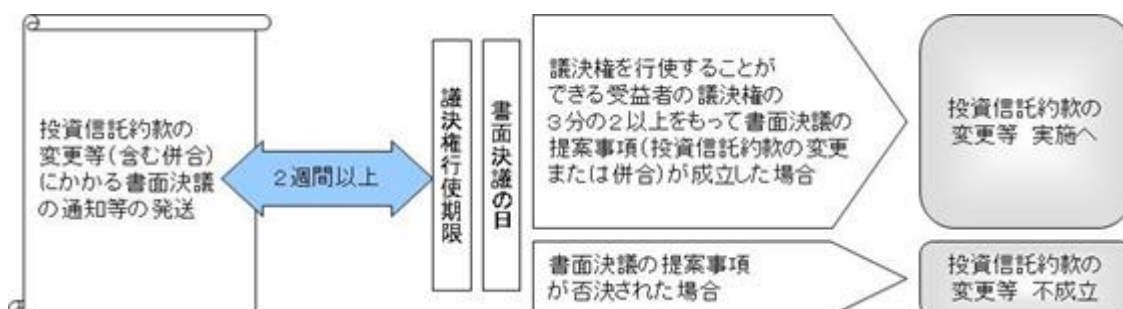 投資信託約款の
変更等(含む併合)
にかかる書面決議
の通知等の発送
2週間以上
議決権行使期限
書面決議の日
議決権を行使することが
できる受益者の議決権の
3分の2以上をもって書面決議の
提案事項(投資信託約款の変更
または併合)が成立した場合
投資信託約款の
変更等 実施へ
書面決議の提案事項
が否決された場合
投資信託約款の
変更等 不成立